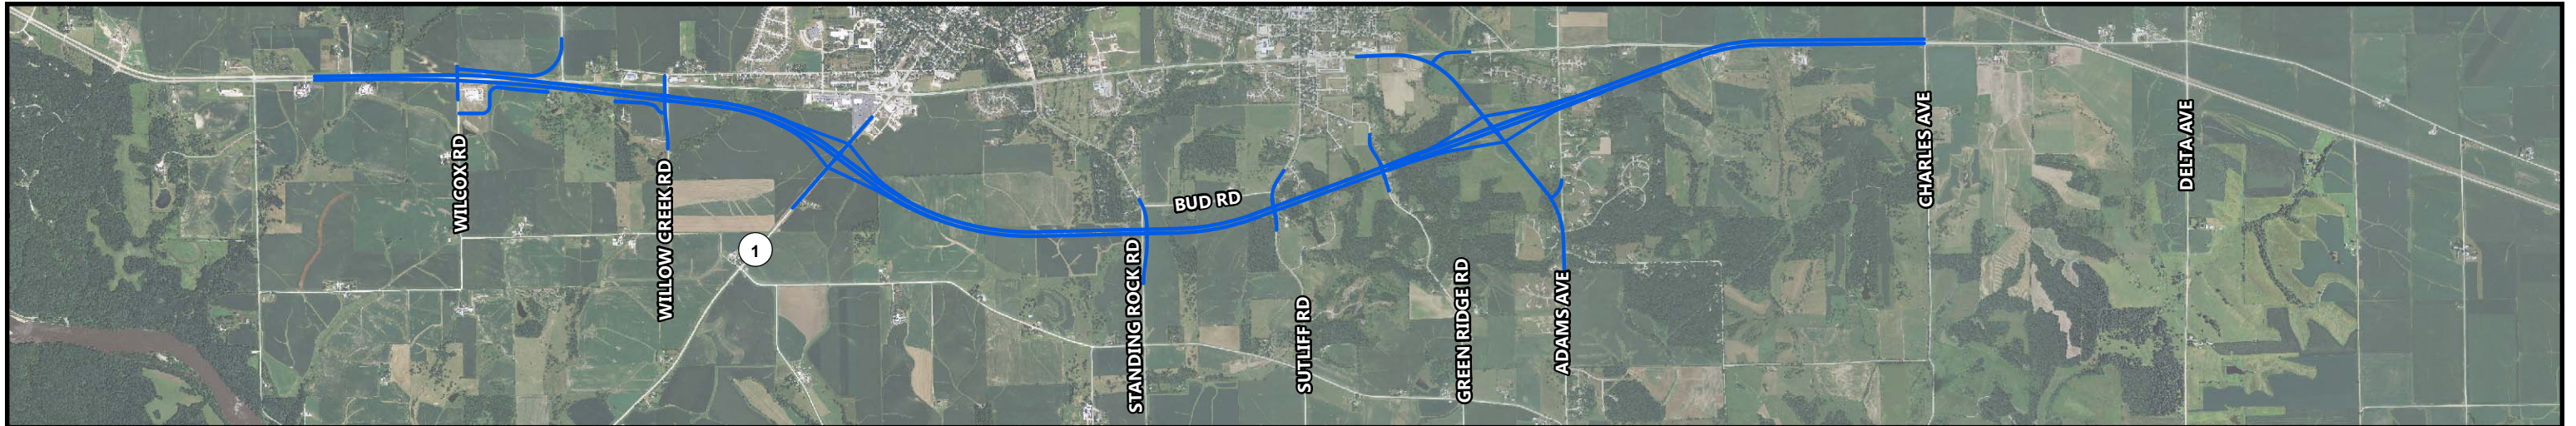 WILCOX RD
WILLOW CREEK RD
1
STANDING ROCK RD
BUD RD
SUTLIFF RD
GREEN RIDGE RD
ADAMS AVE
CHARLES AVE
DELTA AVE